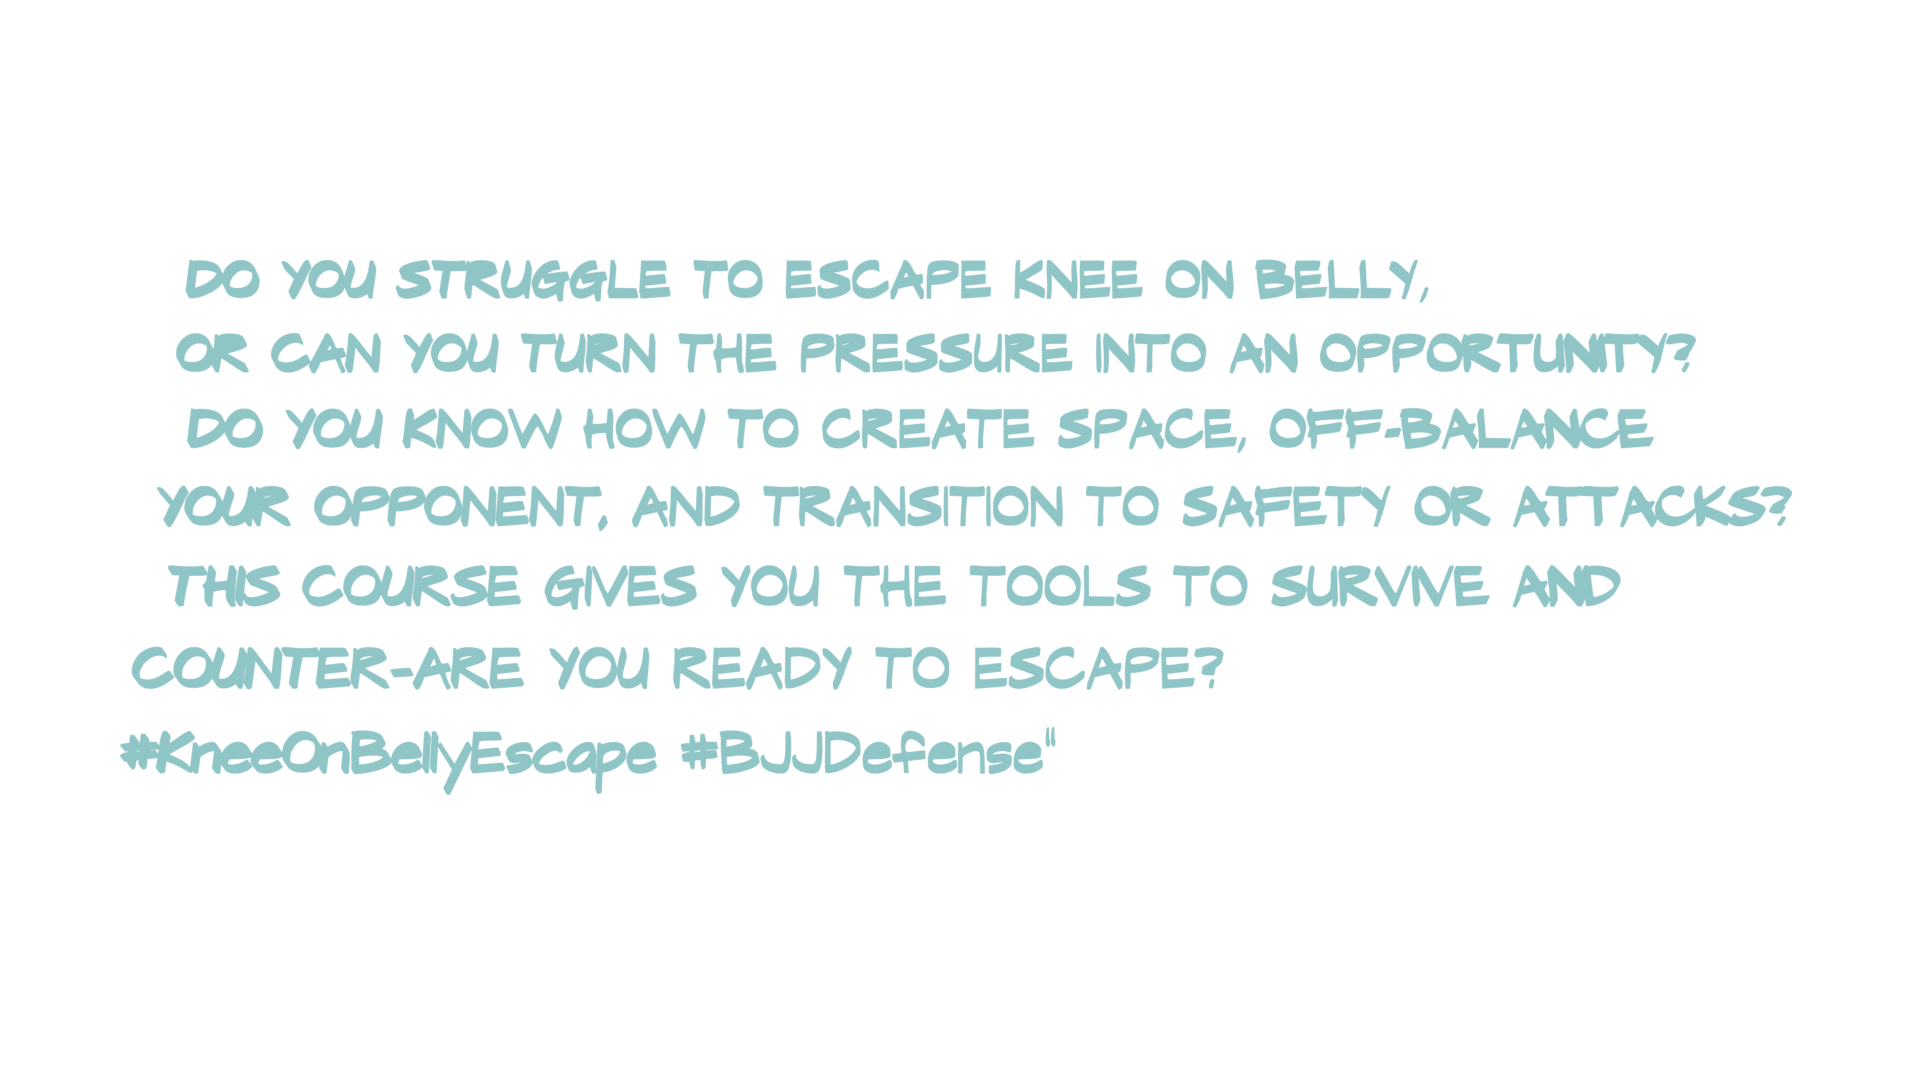 DO YOU STRUGGLE TO ESCAPE KNEE ON BELLY,
OR CAN YOU TURN THE PRESSURE INTO AN OPPORTUNITY?
DO YOU KNOW HOW TO CREATE SPACE, OFF-BALANCE
YOUR OPPONENT, AND TRANSITION TO SAFETY OR ATTACKS?
THIS COURSE GIVES YOU THE TOOLS TO SURVIVE AND
COUNTER-ARE YOU READY TO ESCAPE?
#KneeOnBellyEscape #BJJDefense"